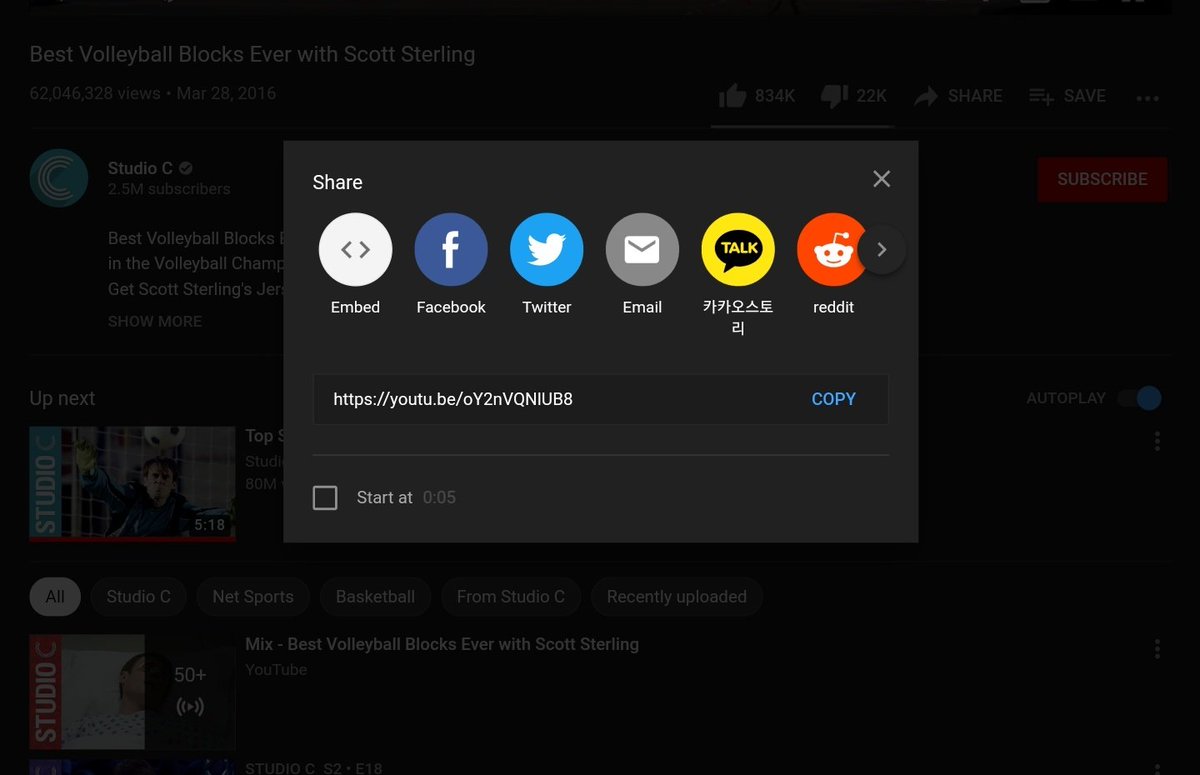 Best Volleyball Blocks Ever with Scott Sterling
62,046,328 views • Mar 28, 2016
834K 22K SHARE SAVE
Studio C
2.5M subscribers
SUBSCRIBE
Best Volleyball Blocks
in the Volleyball Champ
Get Scott Sterling's Jer
SHOW MORE
Share
Embed Facebook Twitter Email 카카오스토 reddit
리
TALK
https://youtu.be/oY2nVQNIUB8 COPY
Start at 0:05
Up next AUTOPLAY
STUDIO C
5:18
Top S
Studi
80M
All Studio C Net Sports Basketball From Studio C Recently uploaded
STUDIO C
50+
Mix - Best Volleyball Blocks Ever with Scott Sterling
YouTube
STUDIO C S2 • E18